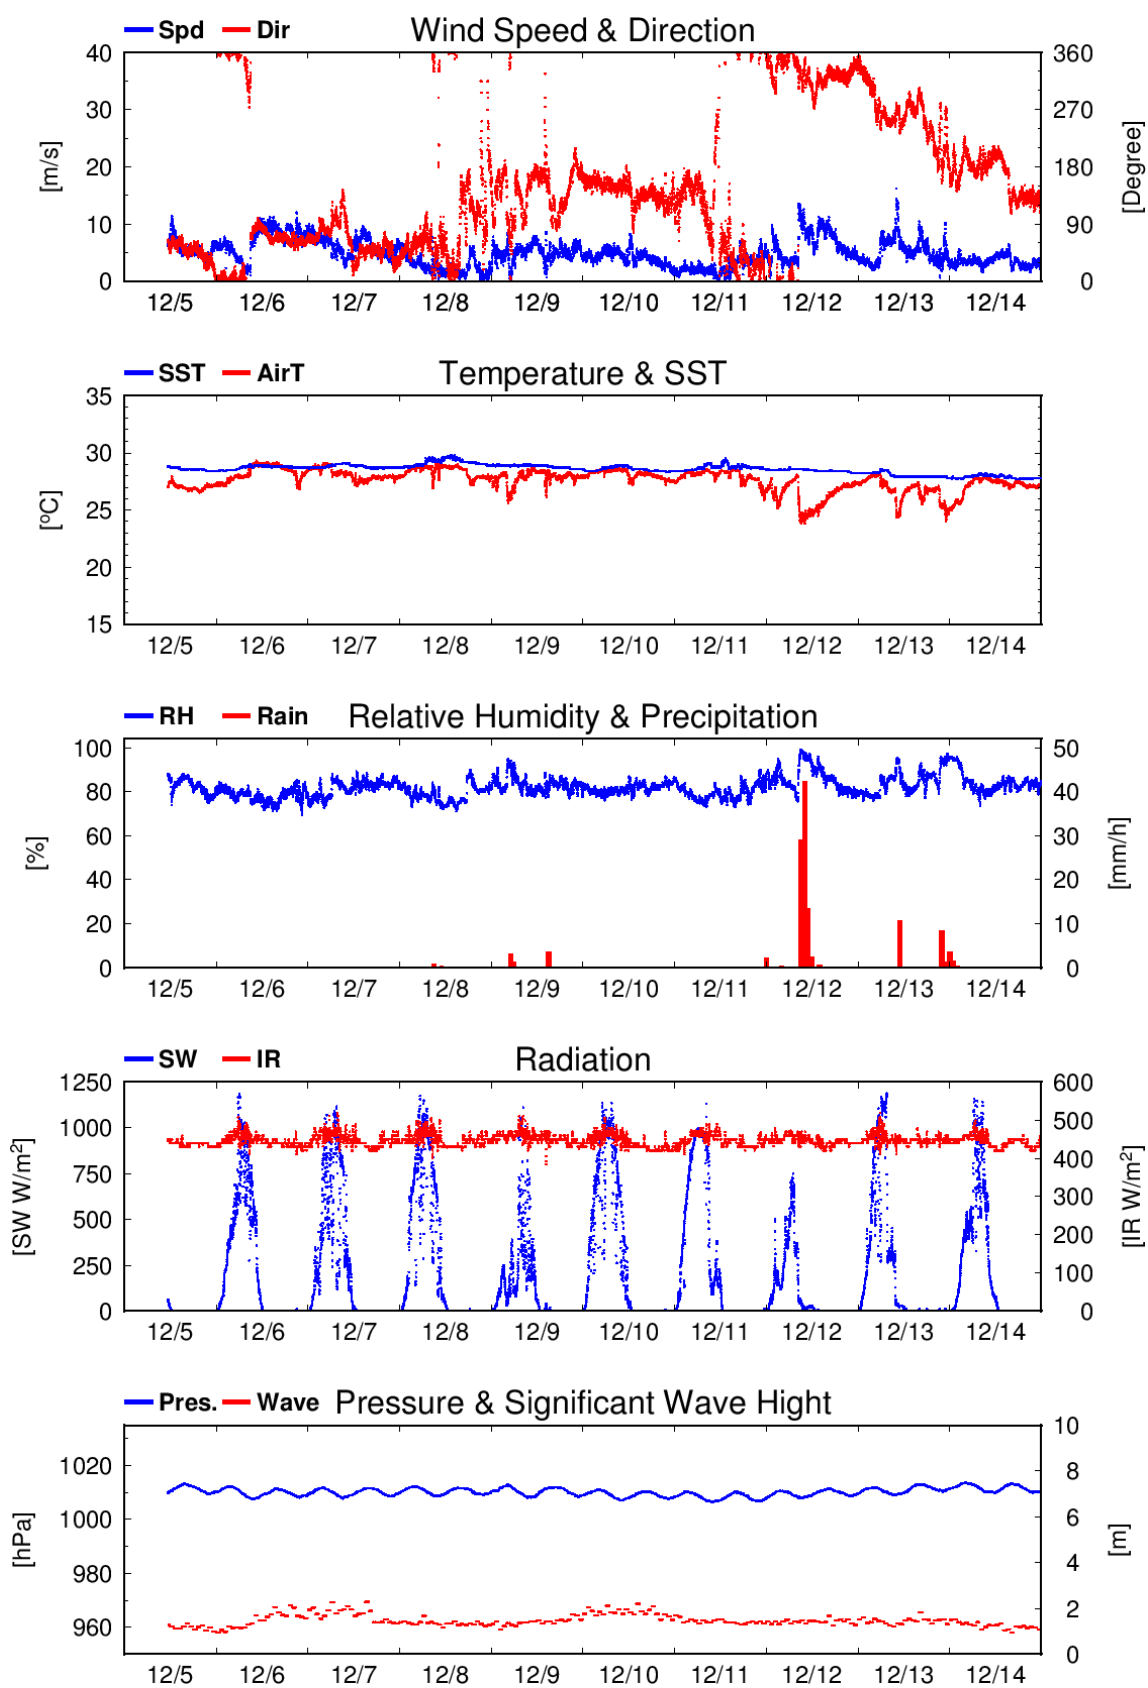 Spd Dir Wind Speed & Direction
40 360
30 270
20 180
10 90
0 0
[m/s] [Degree]
12/5 12/6 12/7 12/8 12/9 12/10 12/11 12/12 12/13 12/14
SST AirT Temperature & SST
35
30
25
20
15
[ºC]
12/5 12/6 12/7 12/8 12/9 12/10 12/11 12/12 12/13 12/14
RH Rain Relative Humidity & Precipitation
100 50
80 40
60 30
40 20
20 10
0 0
[%] [mm/h]
12/5 12/6 12/7 12/8 12/9 12/10 12/11 12/12 12/13 12/14
SW IR Radiation
1250 600
1000 500
750 400
500 300
250 200
0 100
0
[SW W/m²] [IR W/m²]
12/5 12/6 12/7 12/8 12/9 12/10 12/11 12/12 12/13 12/14
Pres. Wave Pressure & Significant Wave Hight
1020 10
1000 8
980 6
960 4
2
0
[hPa] [m]
12/5 12/6 12/7 12/8 12/9 12/10 12/11 12/12 12/13 12/14